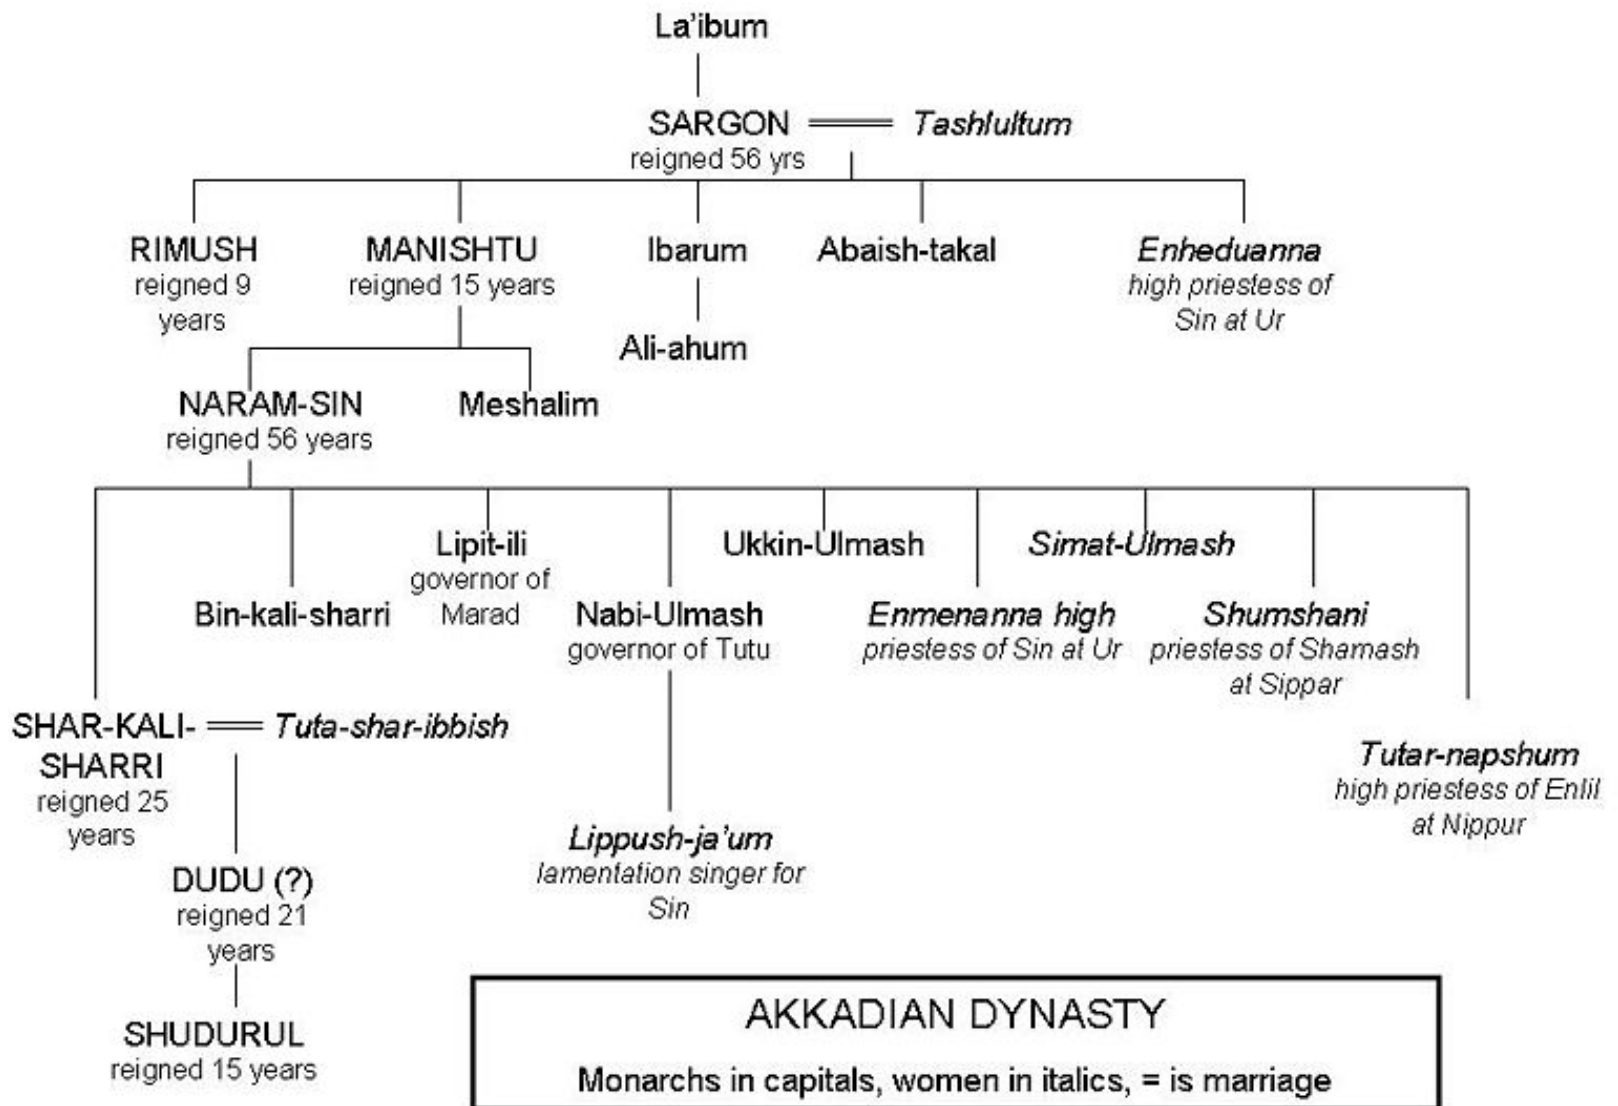 La'ibum
SARGON ═══ Tashlultum
reigned 56 yrs
RIMUSH
reigned 9
years
MANISHTU
reigned 15 years
Ibarum
Abaish-takal
Enheduanna
high priestess of
Sin at Ur
Ali-ahum
NARAM-SIN
reigned 56 years
Meshalim
Lipit-ili
governor of
Marad
Ukkin-Ulmash
Simat-Ulmash
Bin-kali-sharri
Nabi-Ulmash
governor of Tutu
Enmenanna high
priestess of Sin at Ur
Shumshani
priestess of Shamash
at Sippar
SHAR-KALI-
SHARRI
reigned 25
years
Tuta-shar-ibbish
Tutar-napshum
high priestess of Enlil
at Nippur
Lippush-ja'um
lamentation singer for
Sin
DUDU (?)
reigned 21
years
SHUDURUL
reigned 15 years
AKKADIAN DYNASTY
Monarchs in capitals, women in italics, = is marriage